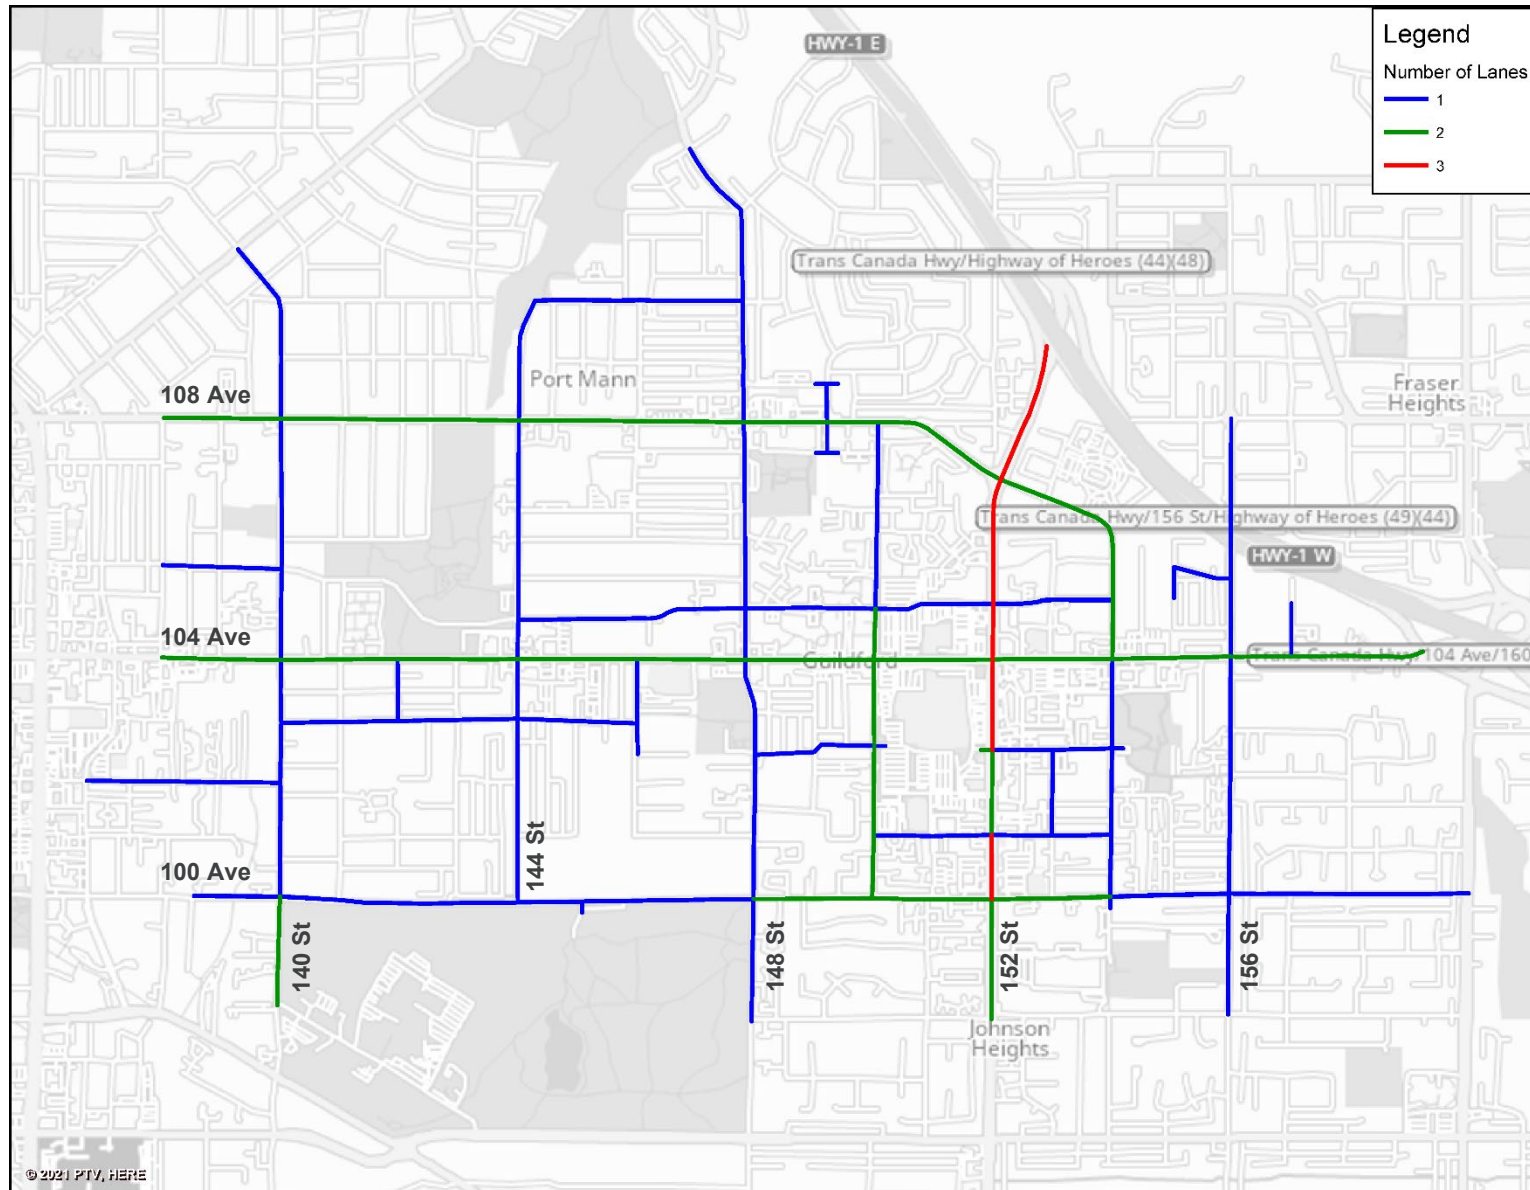 Legend
Number of Lanes
1
2
3
HWY-1 E
Trans Canada Hwy/Highway of Heroes (44)(48)
Port Mann
108 Ave
Fraser
Heights
Trans Canada Hwy/156 St/Highway of Heroes (49)(44)
HWY-1 W
104 Ave
Guildford
Trans Canada Hwy/104 Ave/160
100 Ave
144 St
140 St
148 St
152 St
156 St
Johnson
Heights
© 2021 PTV, HERE